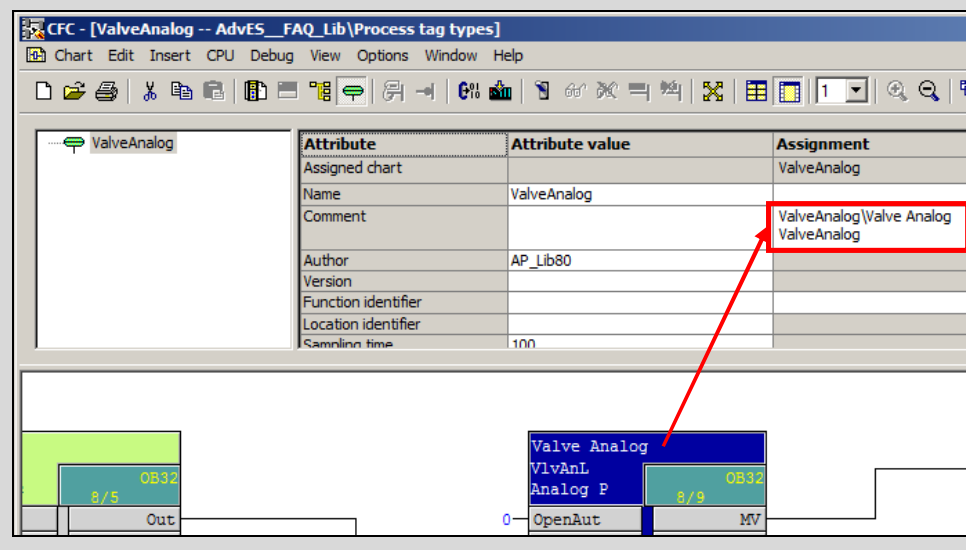 CFC - [ValveAnalog -- AdvES__FAQ_Lib\Process tag types]
Chart Edit Insert CPU Debug View Options Window Help
1
ValveAnalog
Attribute Attribute value Assignment
Assigned chart ValveAnalog
Name ValveAnalog
Comment ValveAnalog\Valve Analog
ValveAnalog
Author AP_Lib80
Version
Function identifier
Location identifier
Sampling time 100
Valve Analog
VlvAnL
Analog P
OB32
8/9
OB32
8/5
Out
0 OpenAut MV